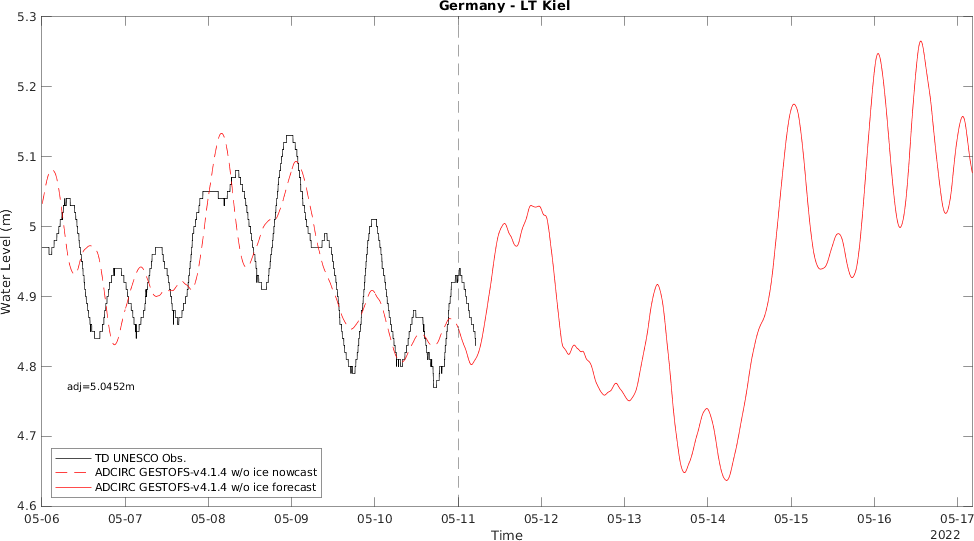 Germany - LT Kiel
5.3
5.2
5.1
5
4.9
4.8
4.7
4.6
Water Level (m)
adj=5.0452m
TD UNESCO Obs.
ADCIRC GESTOFS-v4.1.4 w/o ice nowcast
ADCIRC GESTOFS-v4.1.4 w/o ice forecast
05-06 05-07 05-08 05-09 05-10 05-11 05-12 05-13 05-14 05-15 05-16 05-17
Time
2022